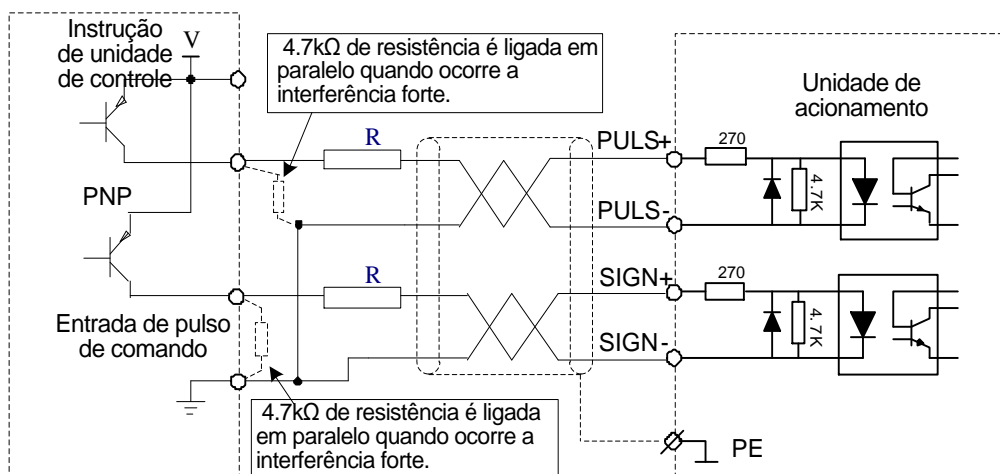 Instrução
de unidade
de controle
V
4.7kΩ de resistência é ligada em
paralelo quando ocorre a
interferência forte.
Unidade de
acionamento
R
PULS+
270
4.7K
PNP
PULS-
R
SIGN+
270
4.7K
Entrada de pulso
de comando
SIGN-
4.7kΩ de resistência é ligada
em paralelo quando ocorre a
interferência forte.
PE